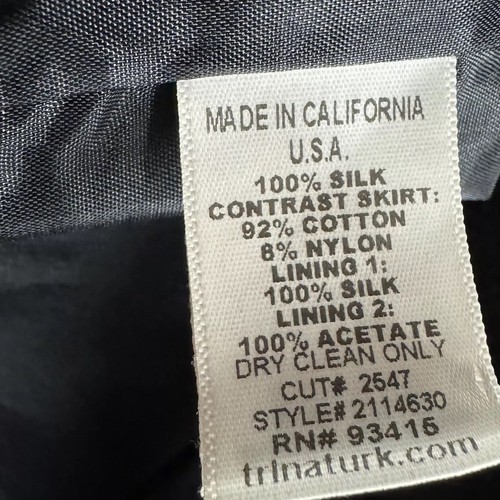 MADE IN CALIFORNIA
U.S.A.
100% SILK
CONTRAST SKIRT:
92% COTTON
8% NYLON
LINING 1:
100% SILK
LINING 2:
100% ACETATE
DRY CLEAN ONLY
CUT# 2547
STYLE# 2114630
RN# 93415
trinaturk.com